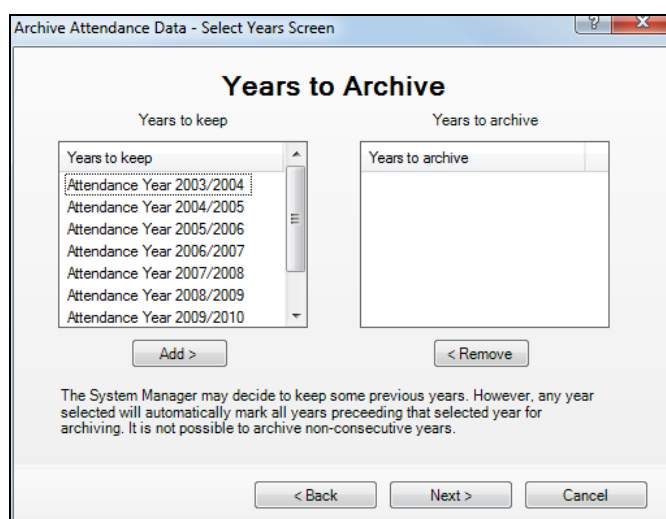 Archive Attendance Data - Select Years Screen
Years to Archive
Years to keep
Years to archive
Years to keep
Attendance Year 2003/2004
Attendance Year 2004/2005
Attendance Year 2005/2006
Attendance Year 2006/2007
Attendance Year 2007/2008
Attendance Year 2008/2009
Attendance Year 2009/2010
Years to archive
Add >
< Remove
The System Manager may decide to keep some previous years. However, any year
selected will automatically mark all years preceeding that selected year for
archiving. It is not possible to archive non-consecutive years.
< Back
Next >
Cancel